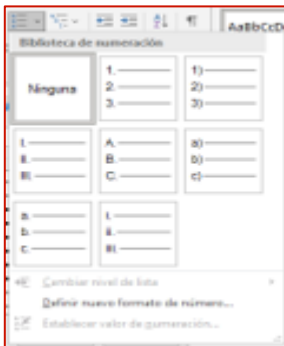 AaBbCcD
Biblioteca de numeración
Ninguna
1.
2.
3.
1)
2)
3)
I.
II.
III.
A.
B.
C.
a)
b)
c)
a.
b.
c.
i.
ii.
iii.
Cambiar nivel de lista
Definir nuevo formato de número...
Establecer valor de numeración...